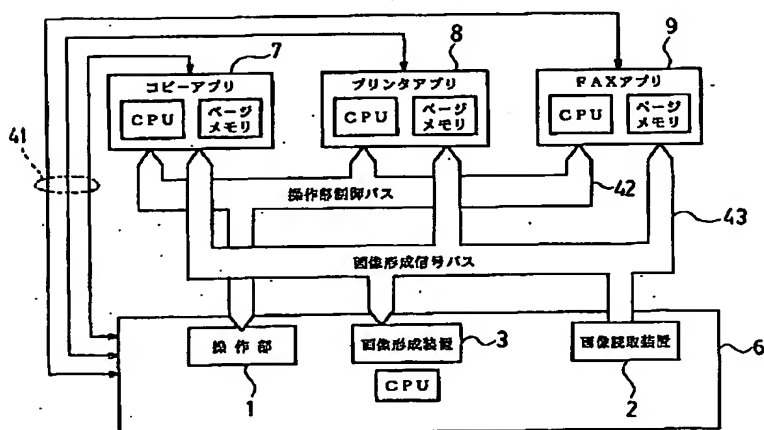 7
8
9
コピーアプリ
プリンタアプリ
FAXアプリ
CPU
ページ
メモリ
CPU
ページ
メモリ
CPU
ページ
メモリ
41
操作部制御バス
42
43
画像形成信号バス
操作部
画像形成装置
3
画像読取装置
6
CPU
1
2